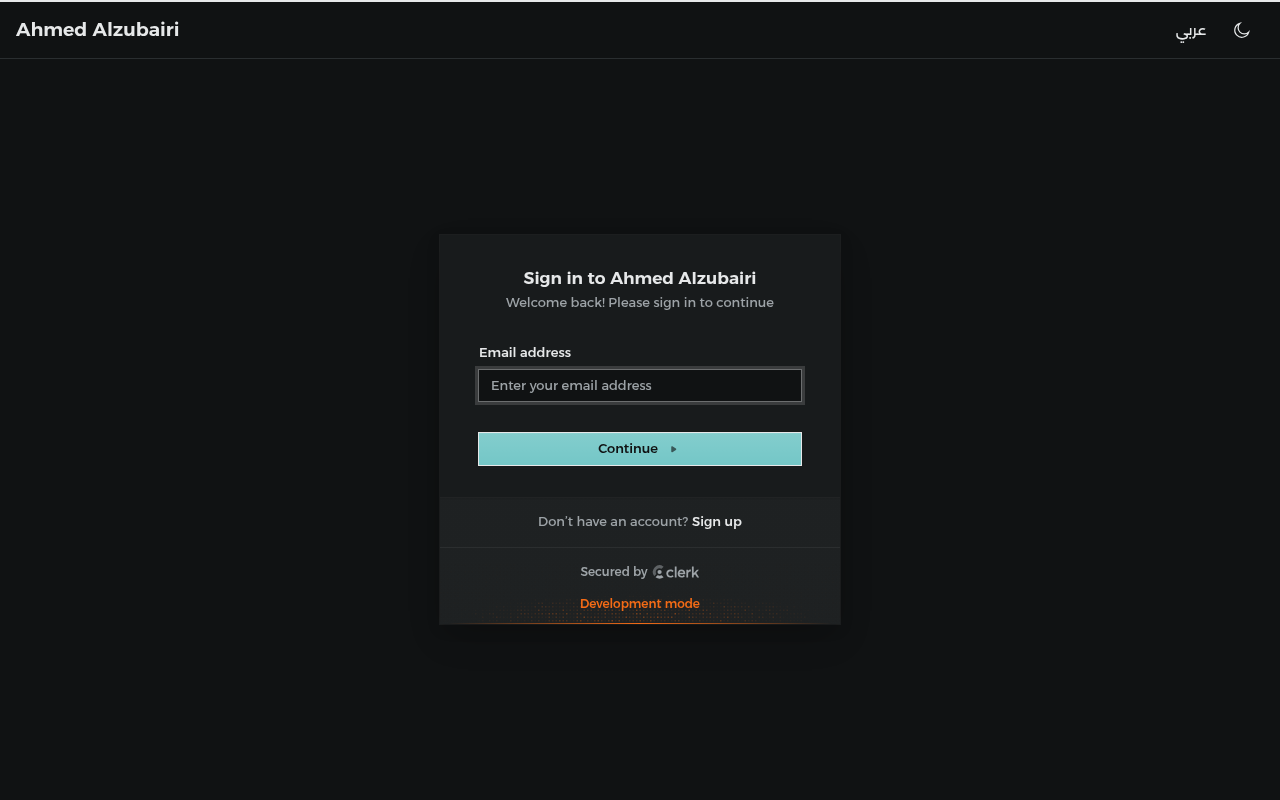 Ahmed Alzubairi
عربي
Sign in to Ahmed Alzubairi
Welcome back! Please sign in to continue
Email address
Enter your email address
Continue
Don’t have an account? Sign up
Secured by clerk
Development mode